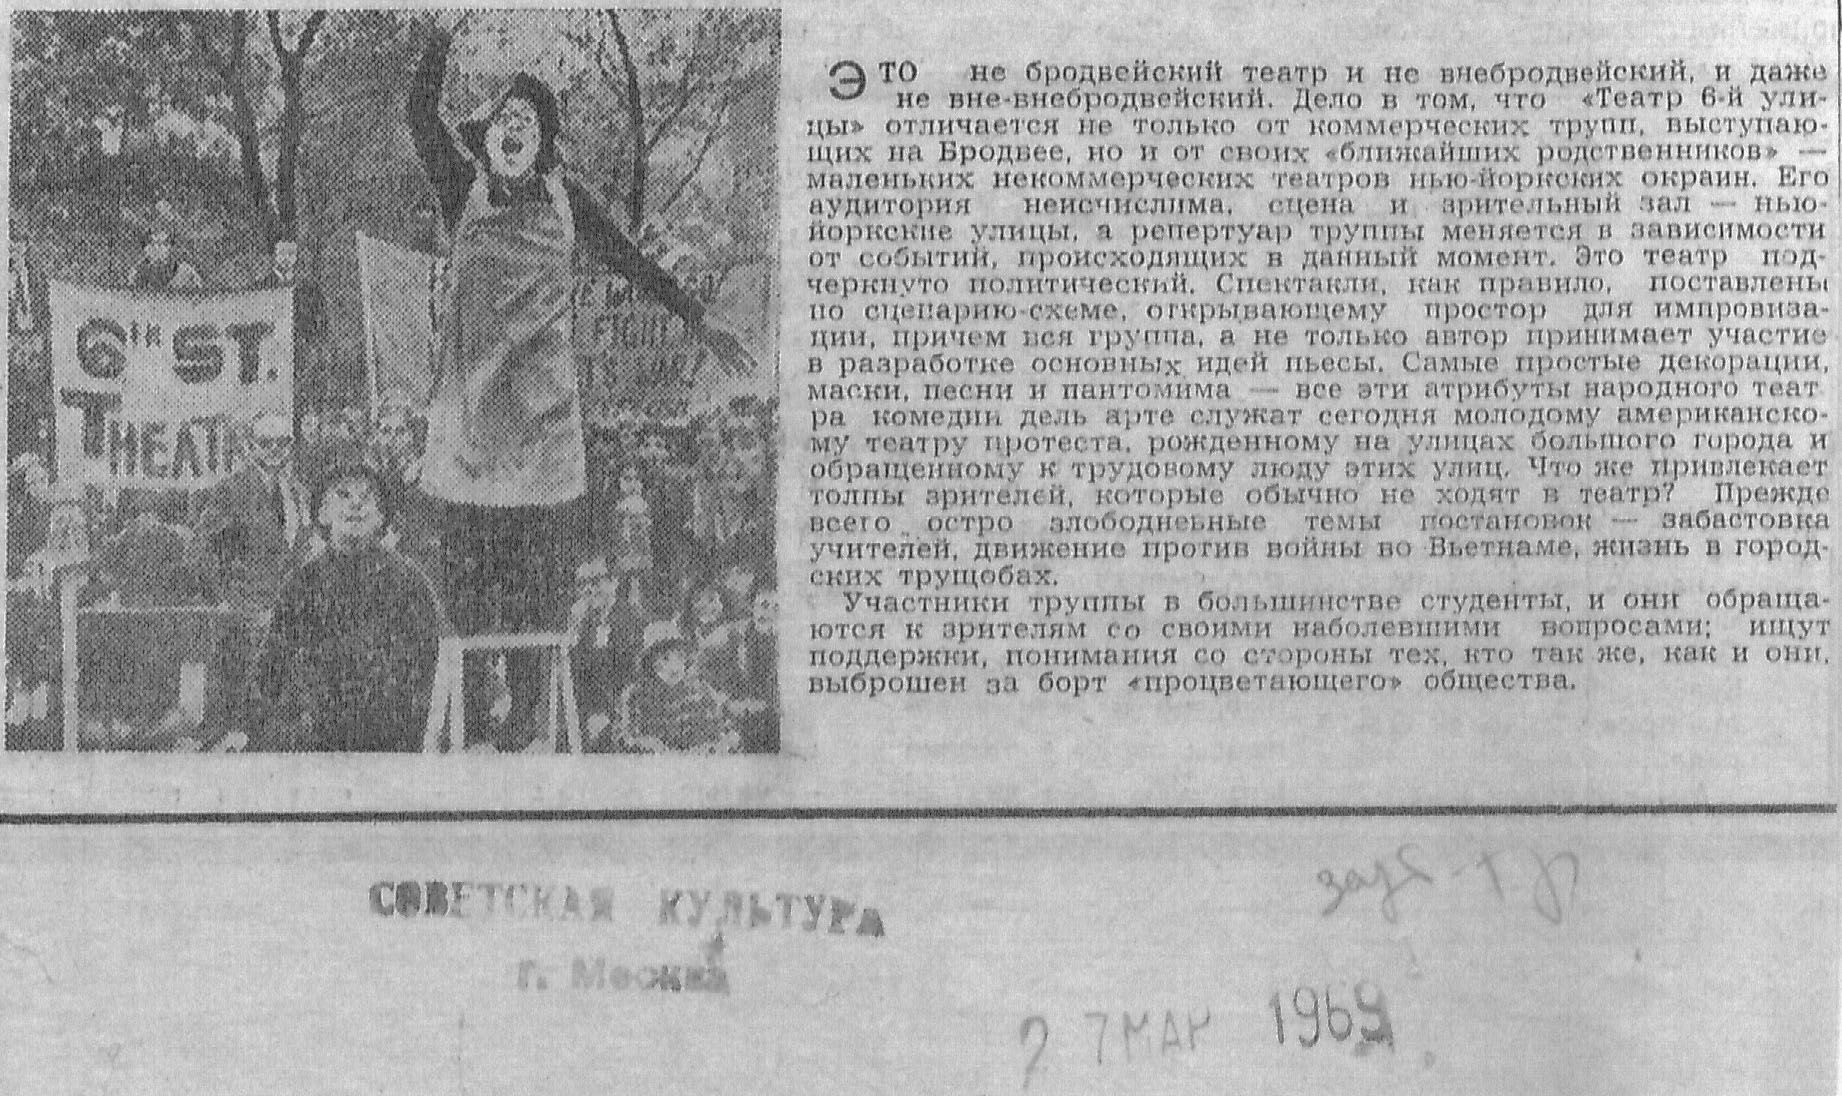 6TH ST.
THEATR
FIGHT
ЭТО не бродвейский театр и не внебродвейский, и даже
не вне-внебродвейский. Дело в том, что «Театр 6-й ули-
цы» отличается не только от коммерческих трупп, выступаю-
щих на Бродвее, но и от своих «ближайших родственников» —
маленьких некоммерческих театров нью-йоркских окраин. Его
аудитория неисчислима, сцена и зрительный зал — нью-
йоркские улицы, а репертуар труппы меняется в зависимости
от событий, происходящих в данный момент. Это театр под-
черкнуто политический. Спектакли, как правило, поставлены
по сценарию-схеме, открывающему простор для импровиза-
ции, причем вся группа, а не только автор принимает участие
в разработке основных идей пьесы. Самые простые декорации,
маски, песни и пантомима — все эти атрибуты народного теат
ра комедии дель арте служат сегодня молодому американско-
му театру протеста, рожденному на улицах большого города и
обращенному к трудовому люду этих улиц. Что же привлекает
толпы зрителей, которые обычно не ходят в театр? Прежде
всего остро злободневные темы постановок — забастовка
учителей, движение против войны во Вьетнаме, жизнь в город-
ских трущобах.
Участники труппы в большинстве студенты, и они обраща-
ются к зрителям со своими наболевшими вопросами; ищут
поддержки, понимания со стороны тех, кто так же, как и они,
выброшен за борт «процветающего» общества.
СОВЕТСКАЯ КУЛЬТУРА
г. Москва
27 МАР 1969